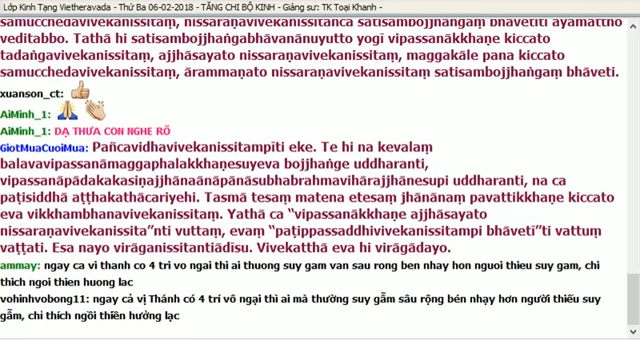 Lớp Kinh Tạng Vietheravada - Thứ Ba 06-02-2018 - TĂNG CHI BỘ KINH - Giảng sư: TK Toại Khanh -
samucchedavivekanissitaṃ, nissaraṇavivekanissitañca satisambojjhaṅgaṃ bhāvetīti ayamattho
veditabbo. Tathā hi satisambojjhaṅgabhāvanānuyutto yogī vipassanākkhaṇe kiccato
tadaṅgavivekanissitaṃ, ajjhāsayato nissaraṇavivekanissitaṃ, maggakāle pana kiccato
samucchedavivekanissitaṃ, ārammaṇato nissaraṇavivekanissitaṃ satisambojjhaṅgaṃ bhāveti.
xuanson_ct:
AiMinh_1:
AiMinh_1: DẠ THƯA CON NGHE RÕ
GiotMuaCuoiMua: Pañcavidhavivekanissitampīti eke. Te hi na kevalaṃ
balavavipassanāmaggaphalakkhaṇesuyeva bojjhaṅge uddharanti,
vipassanāpādakakasiṇajjhānaānāpānāsubhabrahmavihārajjhānesupi uddharanti, na ca
paṭisiddhā aṭṭhakathācariyehi. Tasmā tesaṃ matena etesaṃ jhānānaṃ pavattikkhaṇe kiccato
eva vikkhambhanavivekanissitaṃ. Yathā ca “vipassanākkhaṇe ajjhāsayato
nissaraṇavivekanissita”nti vuttaṃ, evaṃ “paṭippassaddhivivekanissitampi bhāvetī”ti vattuṃ
vaṭṭati. Esa nayo virāganissitantiādīsu. Vivekatthā eva hi virāgādayo.
ammay: ngay ca vi thanh co 4 tri vo ngai thi ai thuong suy gam van sau rong ben nhay hon nguoi thieu suy gam, chi
thich ngoi thien huong lac
vohinhvobong11: ngay cả vị Thánh có 4 trí vô ngại thì ai mà thường suy gẫm sâu rộng bén nhạy hơn người thiếu suy
gẫm, chỉ thích ngồi thiền hưởng lạc